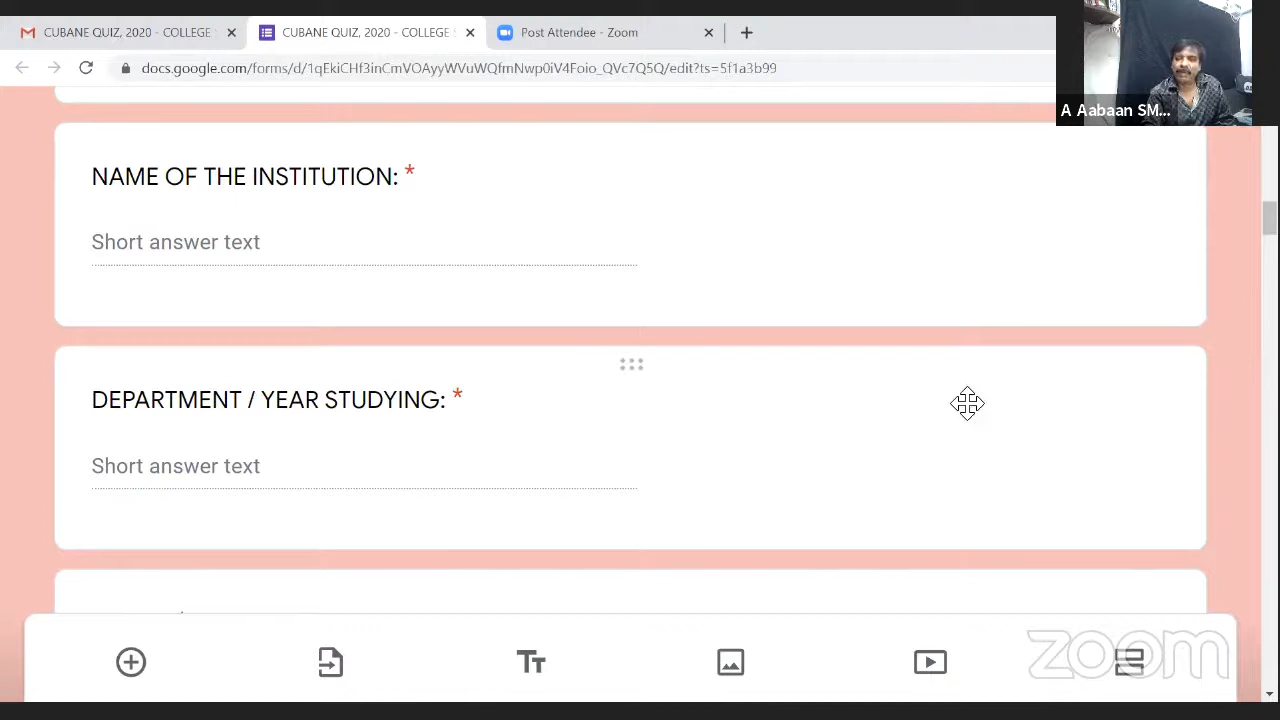 CUBANE QUIZ, 2020 - COLLEGE
CUBANE QUIZ, 2020 - COLLEGE
Post Attendee - Zoom
docs.google.com/forms/d/1qEkiCHf3inCmVOAyyWVuWQfmNwp0iV4Foio_QVc7Q5Q/edit?ts=5f1a3b99
A Aabaan SM...
NAME OF THE INSTITUTION: *
Short answer text
DEPARTMENT / YEAR STUDYING: *
Short answer text
Tt
zoom